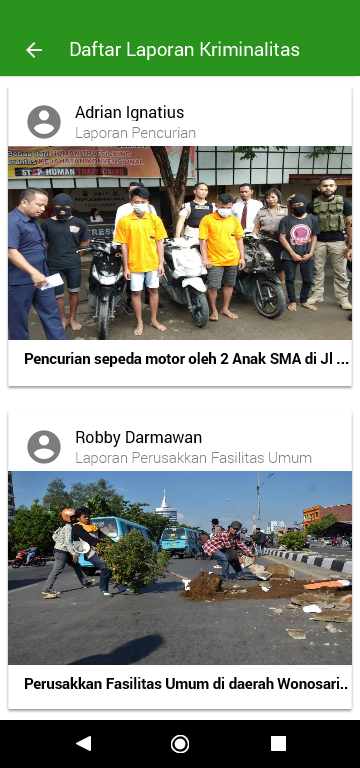 Daftar Laporan Kriminalitas
Adrian Ignatius
Laporan Pencurian
STOP HUMAN TRAFFICKING
Pencurian sepeda motor oleh 2 Anak SMA di Jl ...
Robby Darmawan
Laporan Perusakkan Fasilitas Umum
Perusakkan Fasilitas Umum di daerah Wonosari..